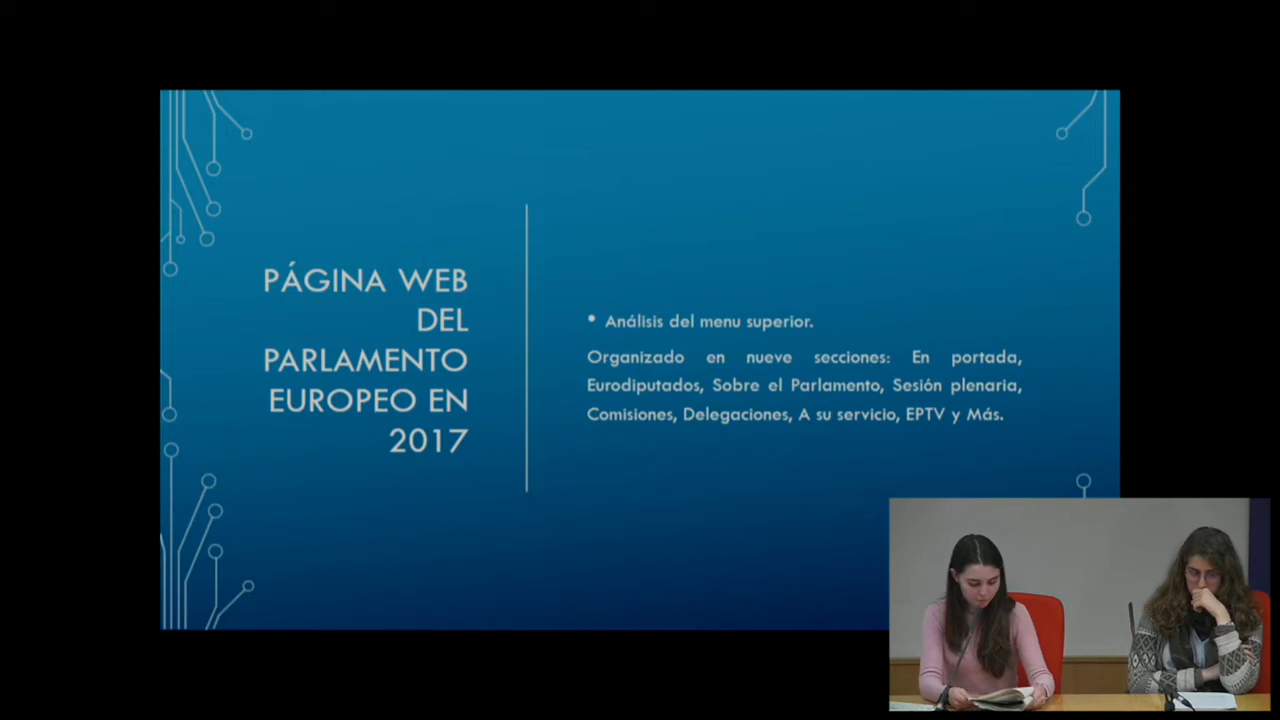 PÁGINA WEB
DEL
PARLAMENTO
EUROPEO EN
2017
• Análisis del menu superior.
Organizado en nueve secciones: En portada,
Eurodiputados, Sobre el Parlamento, Sesión plenaria,
Comisiones, Delegaciones, A su servicio, EPTV y Más.